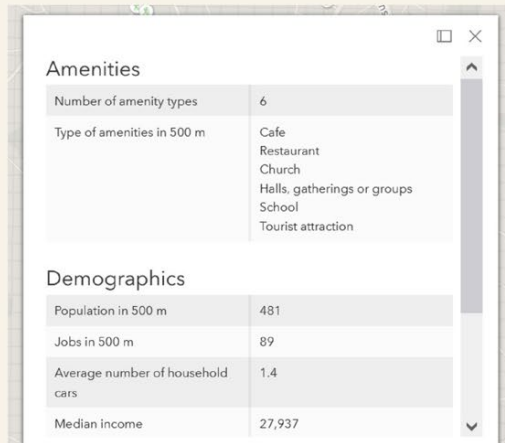 Amenities
Number of amenity types 6
Type of amenities in 500 m Cafe
Restaurant
Church
Halls, gatherings or groups
School
Tourist attraction
Demographics
Population in 500 m 481
Jobs in 500 m 89
Average number of household 1.4
cars
Median income 27,937